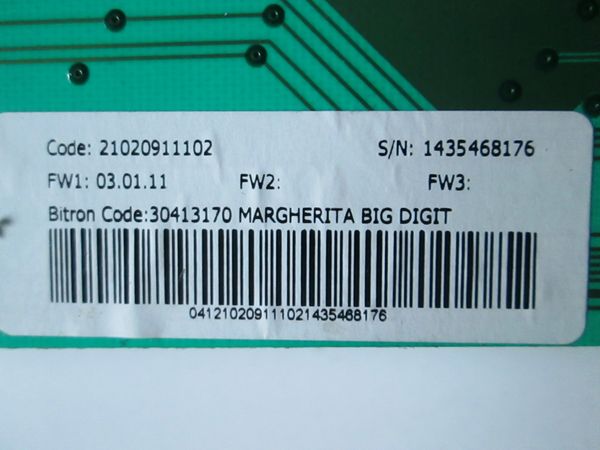 Code: 21020911102 S/N: 1435468176
FW1: 03.01.11 FW2: FW3:
Bitron Code:30413170 MARGHERITA BIG DIGIT
041210209111021435468176